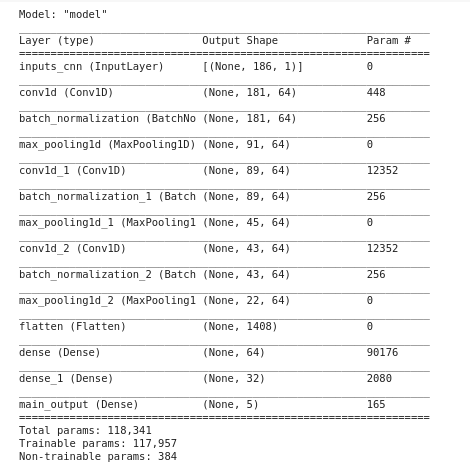 Model: "model"
Layer (type) Output Shape Param #
inputs_cnn (InputLayer) [(None, 186, 1)] 0
conv1d (Conv1D) (None, 181, 64) 448
batch_normalization (BatchNo (None, 181, 64) 256
max_pooling1d (MaxPooling1D) (None, 91, 64) 0
conv1d_1 (Conv1D) (None, 89, 64) 12352
batch_normalization_1 (Batch (None, 89, 64) 256
max_pooling1d_1 (MaxPooling1 (None, 45, 64) 0
conv1d_2 (Conv1D) (None, 43, 64) 12352
batch_normalization_2 (Batch (None, 43, 64) 256
max_pooling1d_2 (MaxPooling1 (None, 22, 64) 0
flatten (Flatten) (None, 1408) 0
dense (Dense) (None, 64) 90176
dense_1 (Dense) (None, 32) 2080
main_output (Dense) (None, 5) 165
Total params: 118,341
Trainable params: 117,957
Non-trainable params: 384